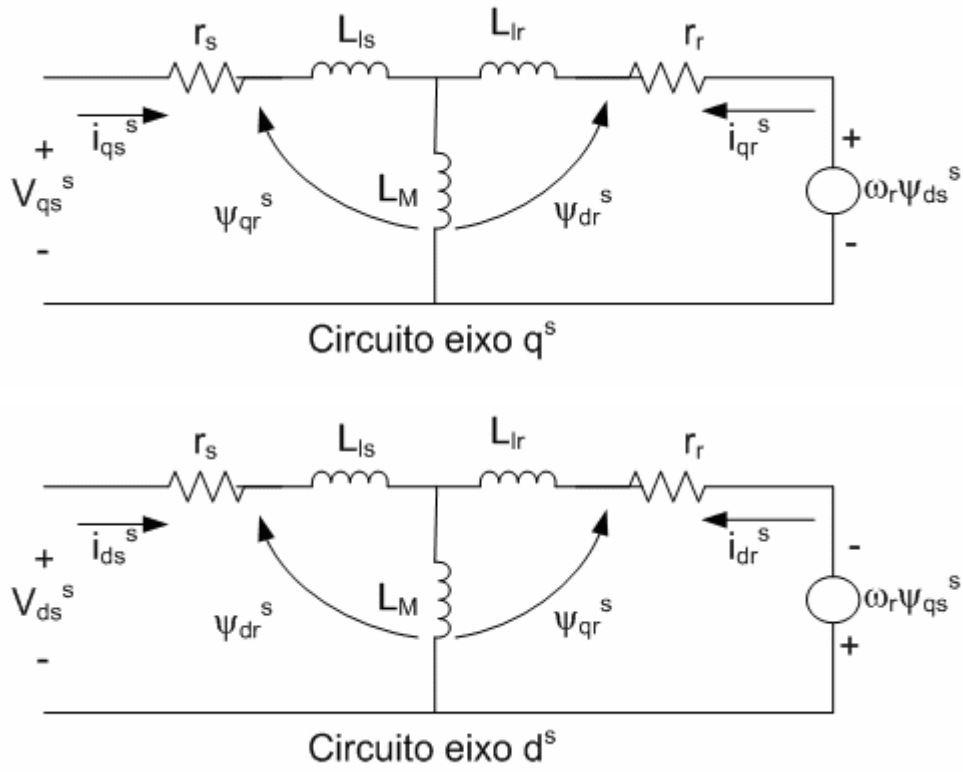 r_s L_ls L_lr r_r
i_qs^s i_qr^s
+ +
V_qs^s L_M ω_rψ_ds^s
ψ_qr^s ψ_dr^s
- -
Circuito eixo q^s
r_s L_ls L_lr r_r
i_ds^s i_dr^s
+ -
V_ds^s L_M ω_rψ_qs^s
ψ_dr^s ψ_qr^s
- +
Circuito eixo d^s